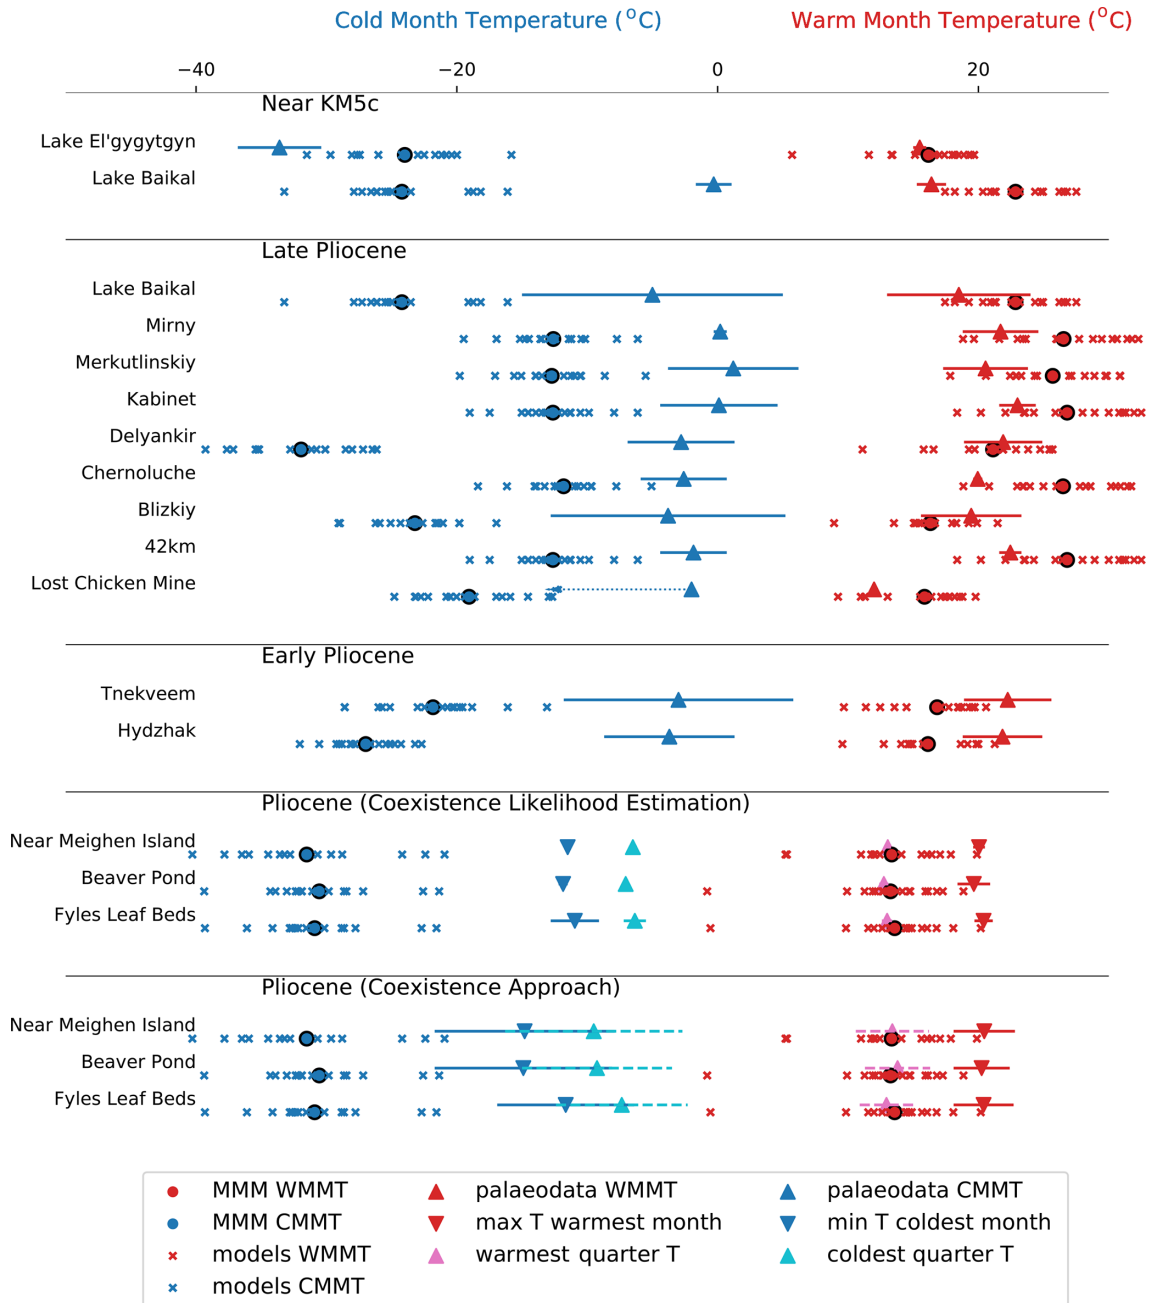 Cold Month Temperature (°C) Warm Month Temperature (°C)
−40 −20 0 20
Near KM5c
Lake El'gygytgyn
Lake Baikal
Late Pliocene
Lake Baikal
Mirny
Merkutlinskiy
Kabinet
Delyankir
Chernoluche
Blizkiy
42km
Lost Chicken Mine
Early Pliocene
Tnekveem
Hydzhak
Pliocene (Coexistence Likelihood Estimation)
Near Meighen Island
Beaver Pond
Fyles Leaf Beds
Pliocene (Coexistence Approach)
Near Meighen Island
Beaver Pond
Fyles Leaf Beds
MMM WMMT palaeodata WMMT palaeodata CMMT
MMM CMMT max T warmest month min T coldest month
models WMMT warmest quarter T coldest quarter T
models CMMT